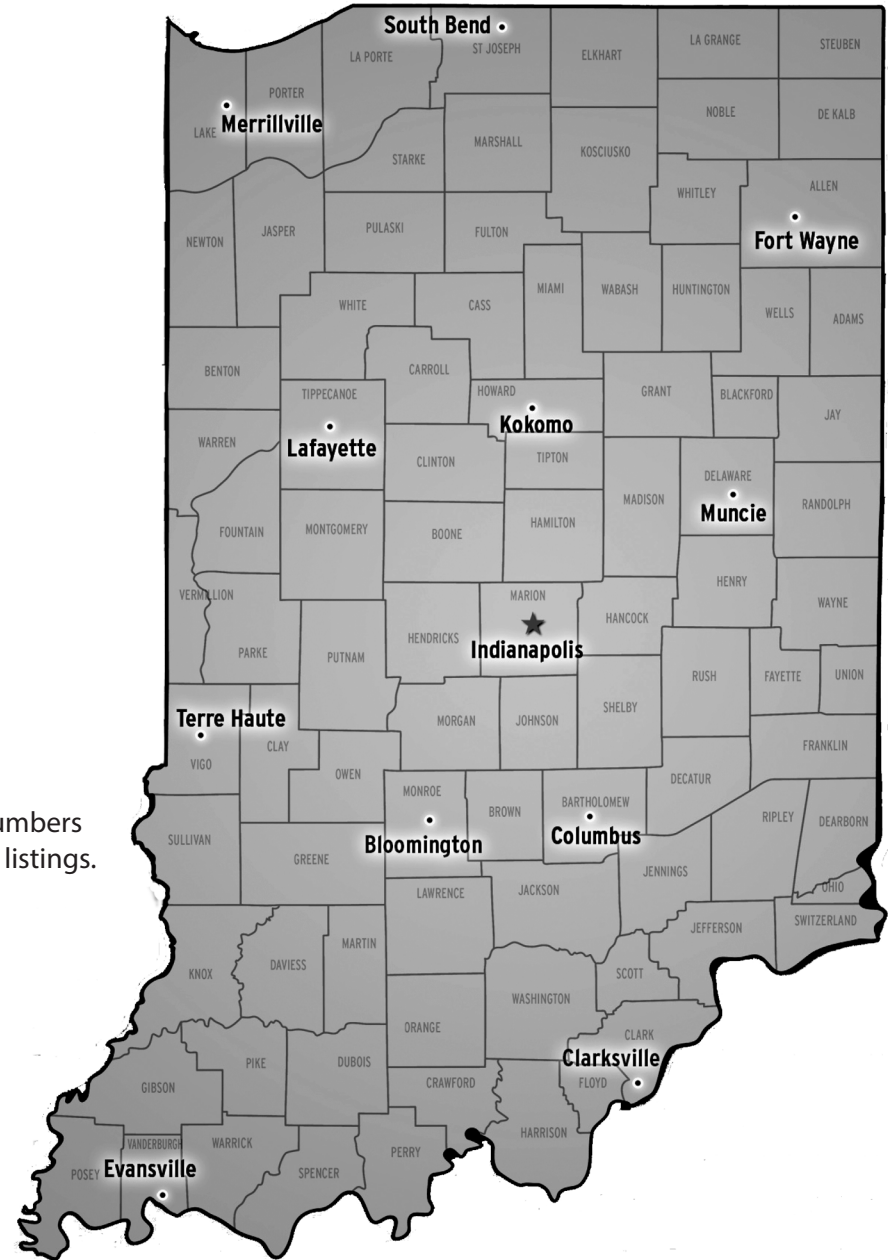 South Bend
ST JOSEPH
LA PORTE
ELKHART
LA GRANGE
STEUBEN
PORTER
LAKE
Merrillville
NOBLE
DE KALB
STARKE
MARSHALL
KOSCIUSKO
WHITLEY
ALLEN
Fort Wayne
NEWTON
JASPER
PULASKI
FULTON
MIAMI
WABASH
HUNTINGTON
WHITE
CASS
WELLS
ADAMS
BENTON
CARROLL
TIPPECANOE
HOWARD
GRANT
BLACKFORD
JAY
Kokomo
Lafayette
WARREN
CLINTON
TIPTON
DELAWARE
Muncie
MADISON
RANDOLPH
FOUNTAIN
MONTGOMERY
BOONE
HAMILTON
HENRY
VERMILLION
MARION
HANCOCK
WAYNE
HENDRICKS
Indianapolis
PARKE
PUTNAM
RUSH
FAYETTE
UNION
Terre Haute
MORGAN
JOHNSON
SHELBY
CLAY
FRANKLIN
VIGO
OWEN
DECATUR
MONROE
BROWN
BARTHOLOMEW
RIPLEY
DEARBORN
umbers
listings.
SULLIVAN
Bloomington
Columbus
GREENE
JENNINGS
LAWRENCE
JACKSON
OHIO
JEFFERSON
SWITZERLAND
KNOX
DAVIESS
MARTIN
SCOTT
WASHINGTON
ORANGE
CLARK
Clarksville
PIKE
DUBOIS
CRAWFORD
FLOYD
GIBSON
HARRISON
VANDERBURGH
WARRICK
PERRY
POSEY
Evansville
SPENCER